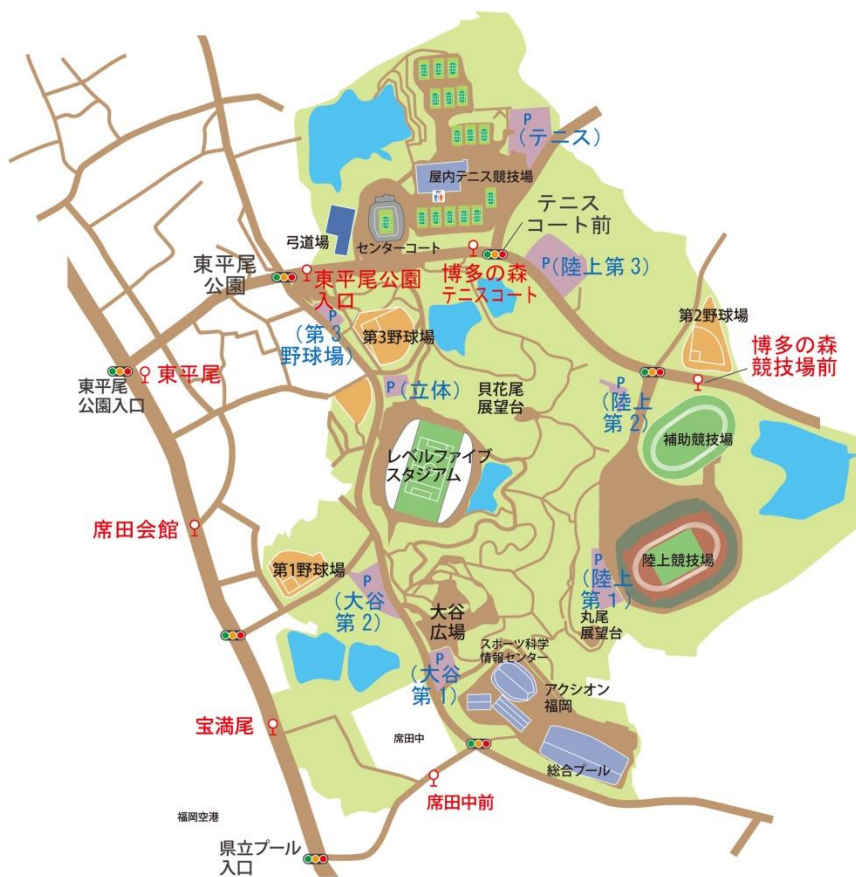 P
(テニス)
屋内テニス競技場
テニス
コート前
弓道場
センターコート
東平尾
公園
東平尾公園
入口
博多の森
テニスコート
P(陸上第3)
P
(第3
野球場)
第3野球場
第2野球場
博多の森
競技場前
東平尾
公園入口
東平尾
P(立体)
貝花尾
展望台
P
(陸上
第2)
補助競技場
レベルファイブ
スタジアム
席田会館
第1野球場
P
(大谷
第2)
大谷
広場
P
(陸上
第1)
陸上競技場
丸尾
展望台
スポーツ科学
情報センター
P
(大谷
第1)
アクシオン
福岡
宝満尾
席田中
総合プール
席田中前
福岡空港
県立プール
入口